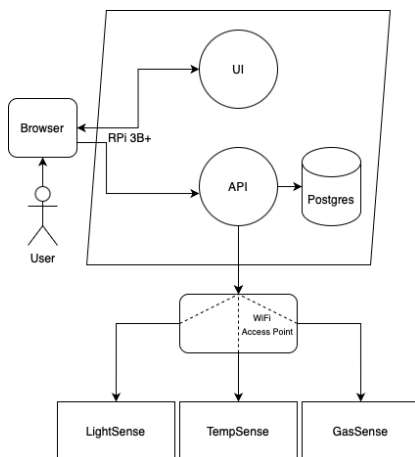 UI
Browser
RPi 3B+
API
Postgres
User
WiFi
Access Point
LightSense
TempSense
GasSense